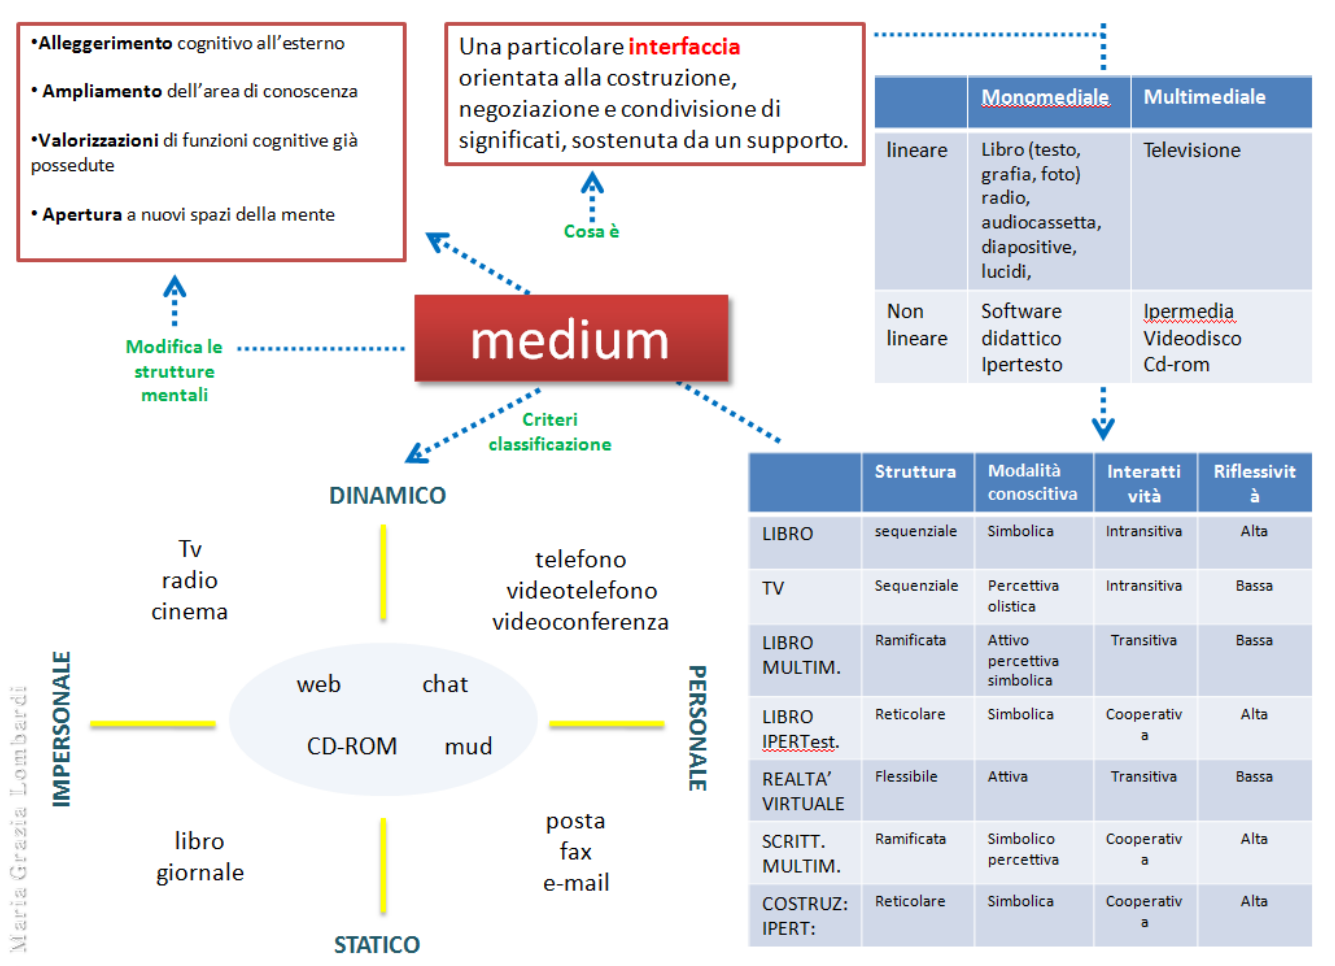 •Alleggerimento cognitivo all'esterno
• Ampliamento dell'area di conoscenza
•Valorizzazioni di funzioni cognitive già
possedute
• Apertura a nuovi spazi della mente
Una particolare interfaccia
orientata alla costruzione,
negoziazione e condivisione di
significati, sostenuta da un supporto.
Cosa è
medium
Modifica le
strutture
mentali
Criteri
classificazione
Monomediale Multimediale
lineare
Libro (testo,
grafia, foto)
radio,
audiocassetta,
diapositive,
lucidi,
Televisione
Non
lineare
Software
didattico
Ipertesto
Ipermedia
Videodisco
Cd-rom
DINAMICO
Tv
radio
cinema
telefono
videotelefono
videoconferenza
IMPERSONALE
web chat
CD-ROM mud
PERSONALE
libro
giornale
posta
fax
e-mail
STATICO
Struttura
Modalità
conoscitiva
Interatti
vità
Riflessivit
à
LIBRO
sequenziale
Simbolica
Intransitiva
Alta
TV
Sequenziale
Percettiva
olistica
Intransitiva
Bassa
LIBRO
MULTIM.
Ramificata
Attivo
percettiva
simbolica
Transitiva
Bassa
LIBRO
IPERTest.
Reticolare
Simbolica
Cooperativ
a
Alta
REALTA'
VIRTUALE
Flessibile
Attiva
Transitiva
Bassa
SCRITT.
MULTIM.
Ramificata
Simbolico
percettiva
Cooperativ
a
Alta
COSTRUZ:
IPERT:
Reticolare
Simbolica
Cooperativ
a
Alta
Maria Grazia Lombardi